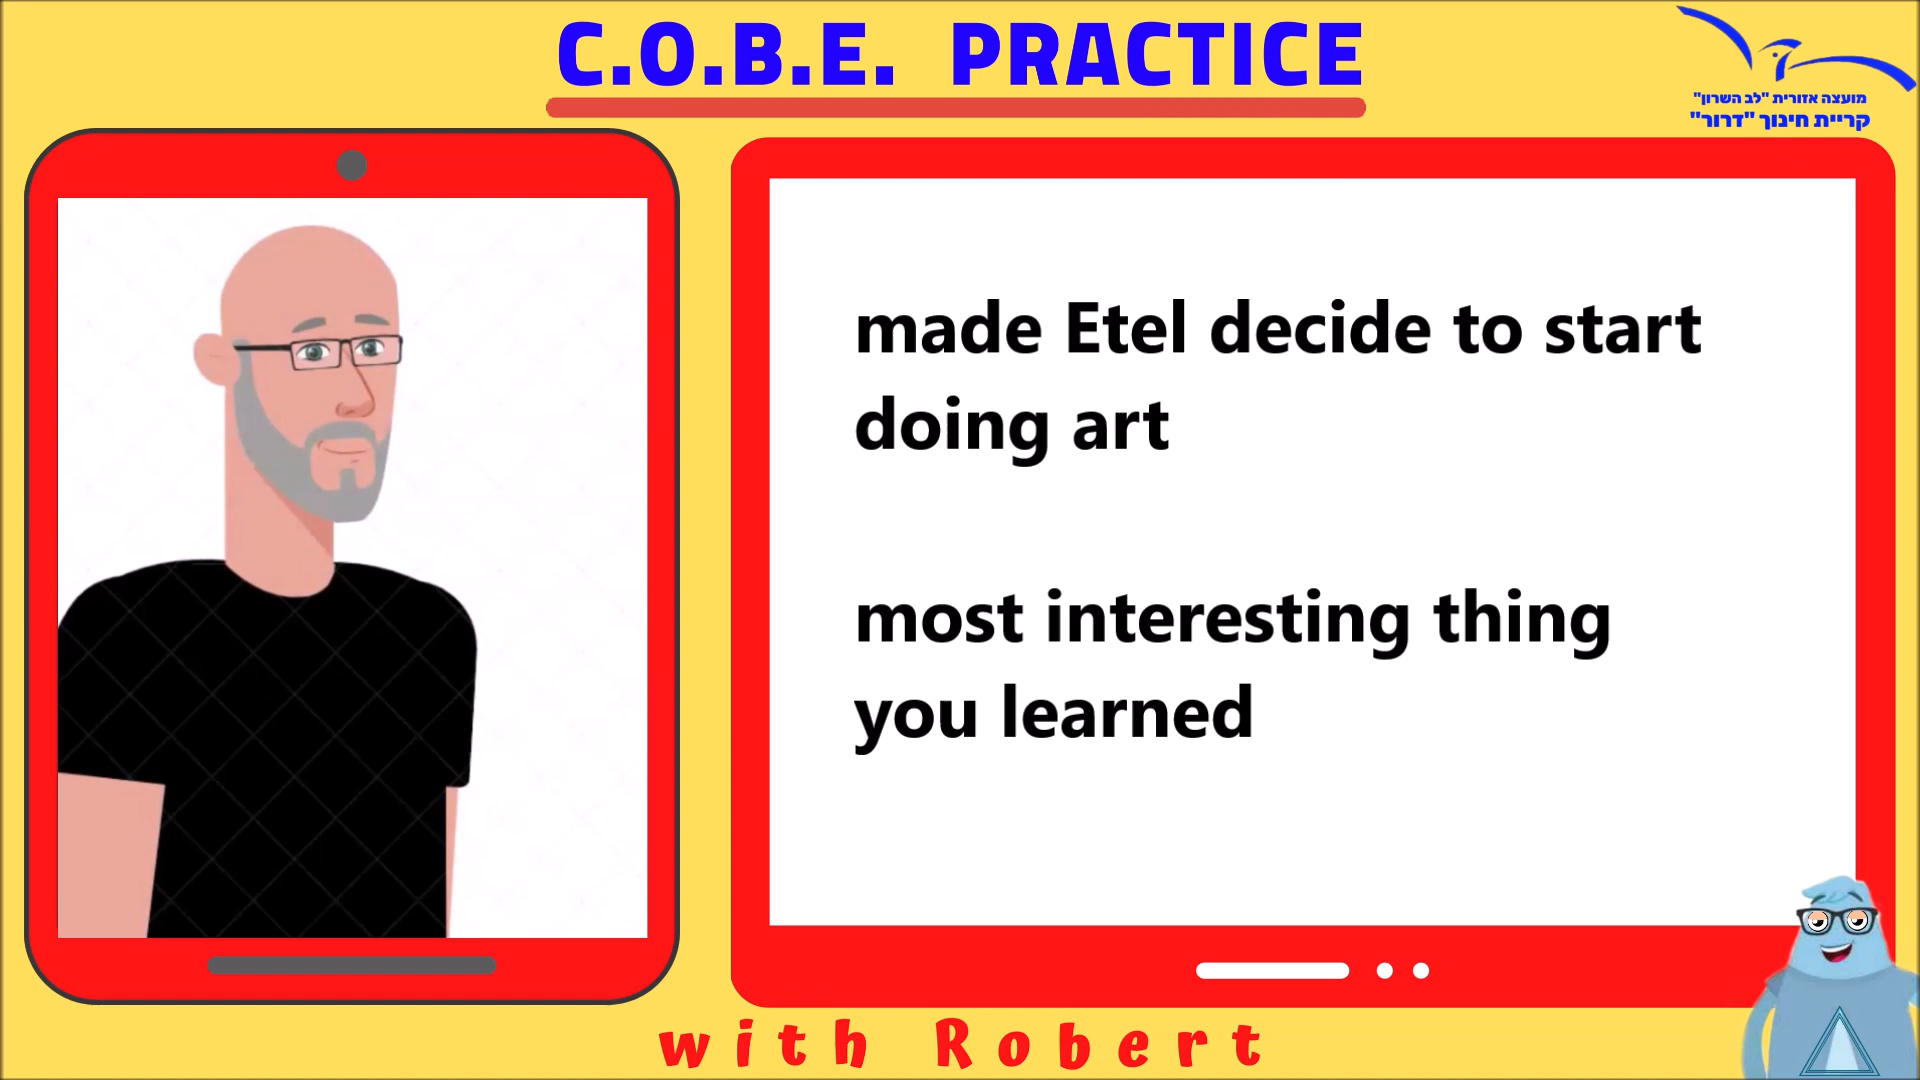 C.O.B.E. PRACTICE
מועצה אזורית "לב השרון"
קריית חינוך "דרור"
made Etel decide to start
doing art
most interesting thing
you learned
with Robert